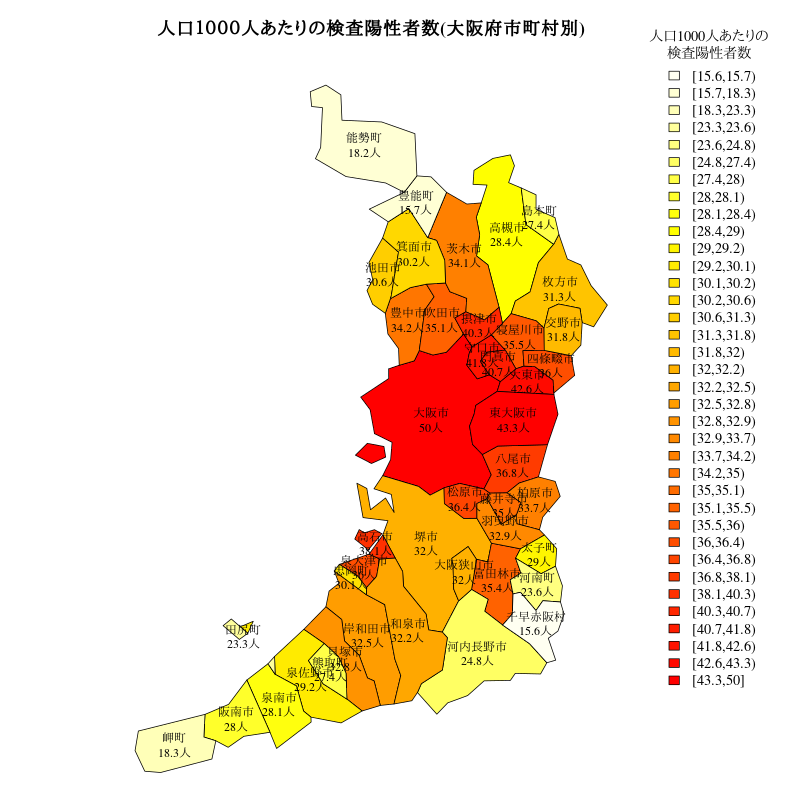 人口1000人あたりの検査陽性者数(大阪府市町村別)
人口1000人あたりの
検査陽性者数
[15.6,15.7)
[15.7,18.3)
[18.3,23.3)
[23.3,23.6)
[23.6,24.8)
[24.8,27.4)
[27.4,28)
[28,28.1)
[28.1,28.4)
[28.4,29)
[29,29.2)
[29.2,30.1)
[30.1,30.2)
[30.2,30.6)
[30.6,31.3)
[31.3,31.8)
[31.8,32)
[32,32.2)
[32.2,32.5)
[32.5,32.8)
[32.8,32.9)
[32.9,33.7)
[33.7,34.2)
[34.2,35)
[35,35.1)
[35.1,35.5)
[35.5,36)
[36,36.4)
[36.4,36.8)
[36.8,38.1)
[38.1,40.3)
[40.3,40.7)
[40.7,41.8)
[41.8,42.6)
[42.6,43.3)
[43.3,50]
能勢町
18.2人
豊能町
15.7人
島本町
27.4人
高槻市
28.4人
箕面市
30.2人
茨木市
34.1人
池田市
30.6人
枚方市
31.3人
豊中市
34.2人
吹田市
35.1人
摂津市
40.3人
寝屋川市
35.5人
交野市
31.8人
守口市
41.8人
門真市
40.7人
四條畷市
36人
大東市
42.6人
大阪市
50人
東大阪市
43.3人
八尾市
36.8人
松原市
36.4人
藤井寺市
35人
柏原市
33.7人
羽曳野市
32.9人
高石市
38.1人
堺市
32人
太子町
29人
泉大津市
忠岡町
30.1人
大阪狭山市
32人
富田林市
35.4人
河南町
23.6人
千早赤阪村
15.6人
田尻町
23.3人
岸和田市
32.5人
和泉市
32.2人
河内長野市
24.8人
貝塚市
32.8人
熊取町
27.4人
泉佐野市
29.2人
泉南市
28.1人
阪南市
28人
岬町
18.3人